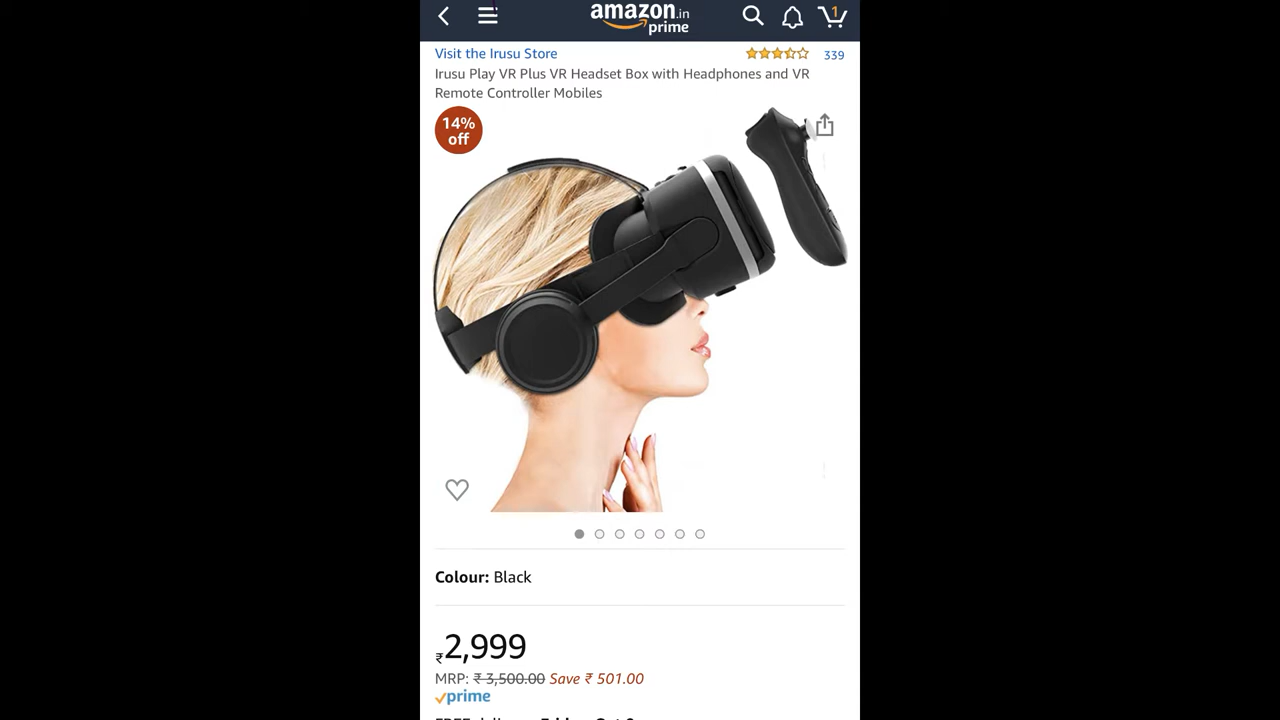 amazon.in
prime
1
Visit the Irusu Store
339
Irusu Play VR Plus VR Headset Box with Headphones and VR
Remote Controller Mobiles
14%
off
Colour: Black
₹2,999
MRP: ₹ 3,500.00 Save ₹ 501.00
prime